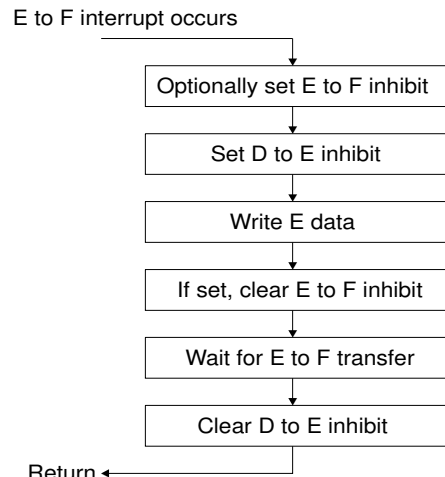 E to F interrupt occurs
Optionally set E to F inhibit
Set D to E inhibit
Write E data
If set, clear E to F inhibit
Wait for E to F transfer
Clear D to E inhibit
Return